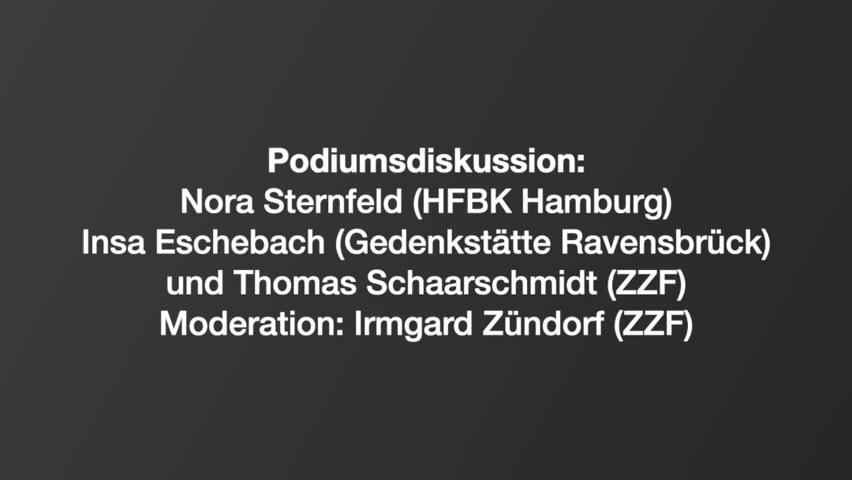 Podiumsdiskussion:
Nora Sternfeld (HFBK Hamburg)
Insa Eschebach (Gedenkstätte Ravensbrück)
und Thomas Schaarschmidt (ZZF)
Moderation: Irmgard Zündorf (ZZF)